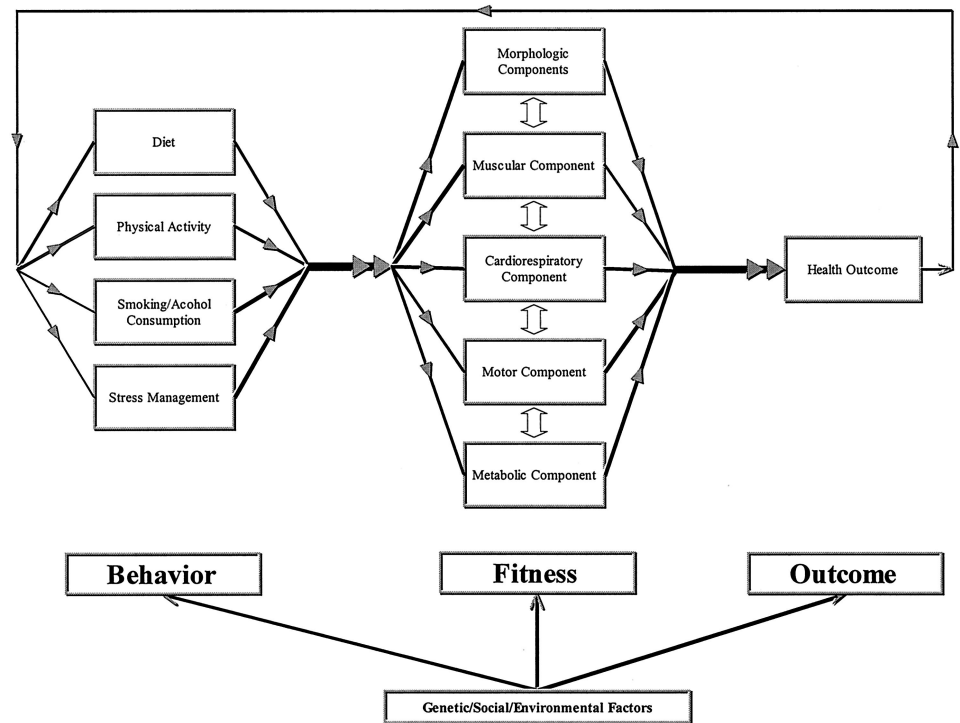 Morphologic
Components
Diet
Muscular Component
Physical Activity
Cardiorespiratory
Component
Health Outcome
Smoking/Acohol
Consumption
Motor Component
Stress Management
Metabolic Component
Behavior
Fitness
Outcome
Genetic/Social/Environmental Factors